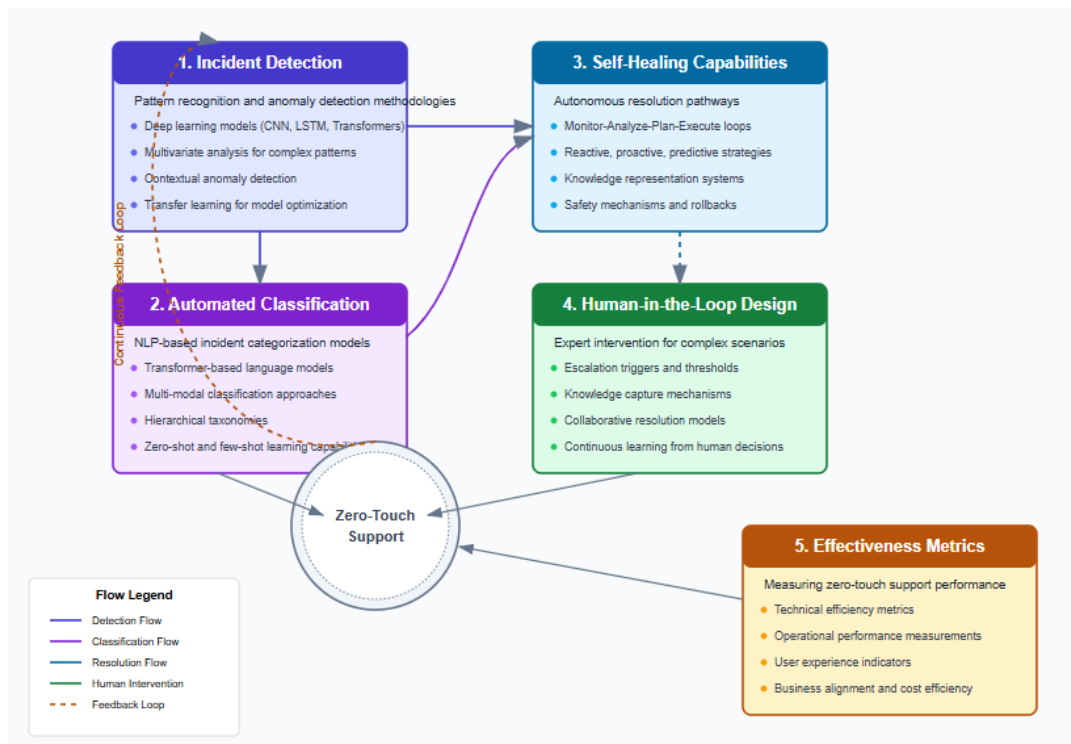 1. Incident Detection
Pattern recognition and anomaly detection methodologies
Deep learning models (CNN, LSTM, Transformers)
Multivariate analysis for complex patterns
Contextual anomaly detection
Transfer learning for model optimization
3. Self-Healing Capabilities
Autonomous resolution pathways
Monitor-Analyze-Plan-Execute loops
Reactive, proactive, predictive strategies
Knowledge representation systems
Safety mechanisms and rollbacks
Continuous Feedback Loop
2. Automated Classification
NLP-based incident categorization models
Transformer-based language models
Multi-modal classification approaches
Hierarchical taxonomies
Zero-shot and few-shot learning capabilities
4. Human-in-the-Loop Design
Expert intervention for complex scenarios
Escalation triggers and thresholds
Knowledge capture mechanisms
Collaborative resolution models
Continuous learning from human decisions
Zero-Touch
Support
5. Effectiveness Metrics
Measuring zero-touch support performance
Technical efficiency metrics
Operational performance measurements
User experience indicators
Business alignment and cost efficiency
Flow Legend
Detection Flow
Classification Flow
Resolution Flow
Human Intervention
Feedback Loop